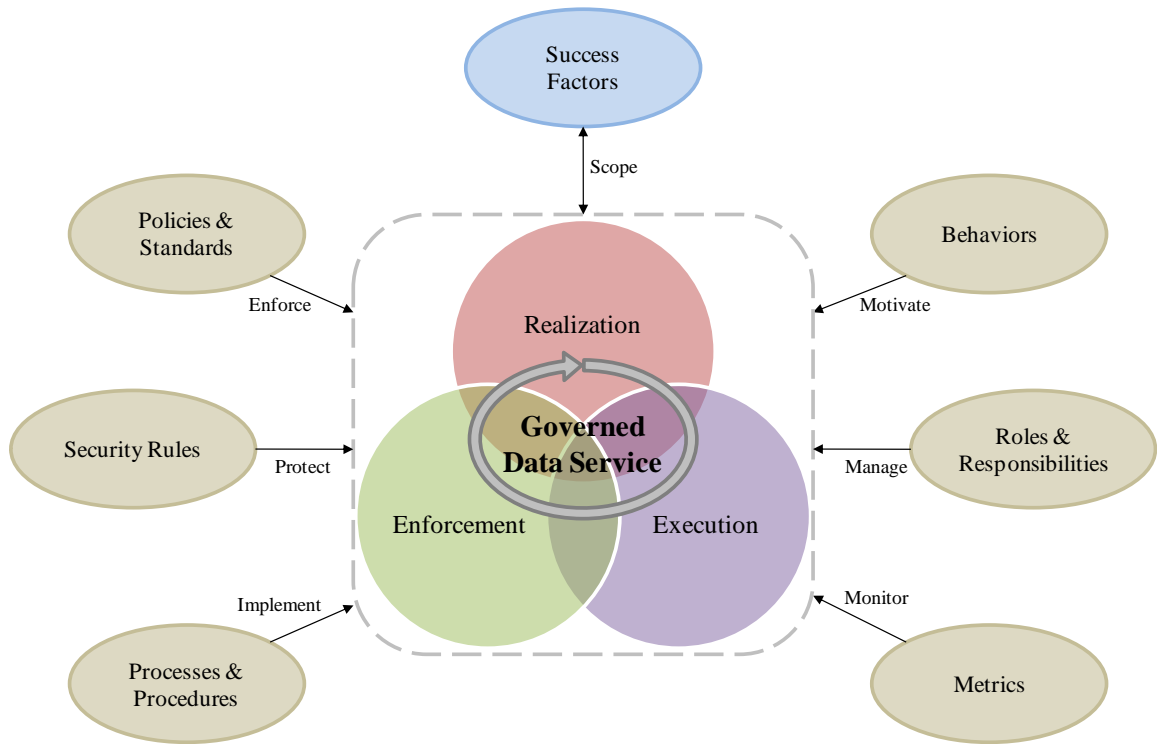 Success
Factors
Scope
Policies &
Standards
Behaviors
Enforce
Motivate
Realization
Governed
Data Service
Security Rules
Protect
Roles &
Responsibilities
Manage
Enforcement
Execution
Implement
Monitor
Processes &
Procedures
Metrics